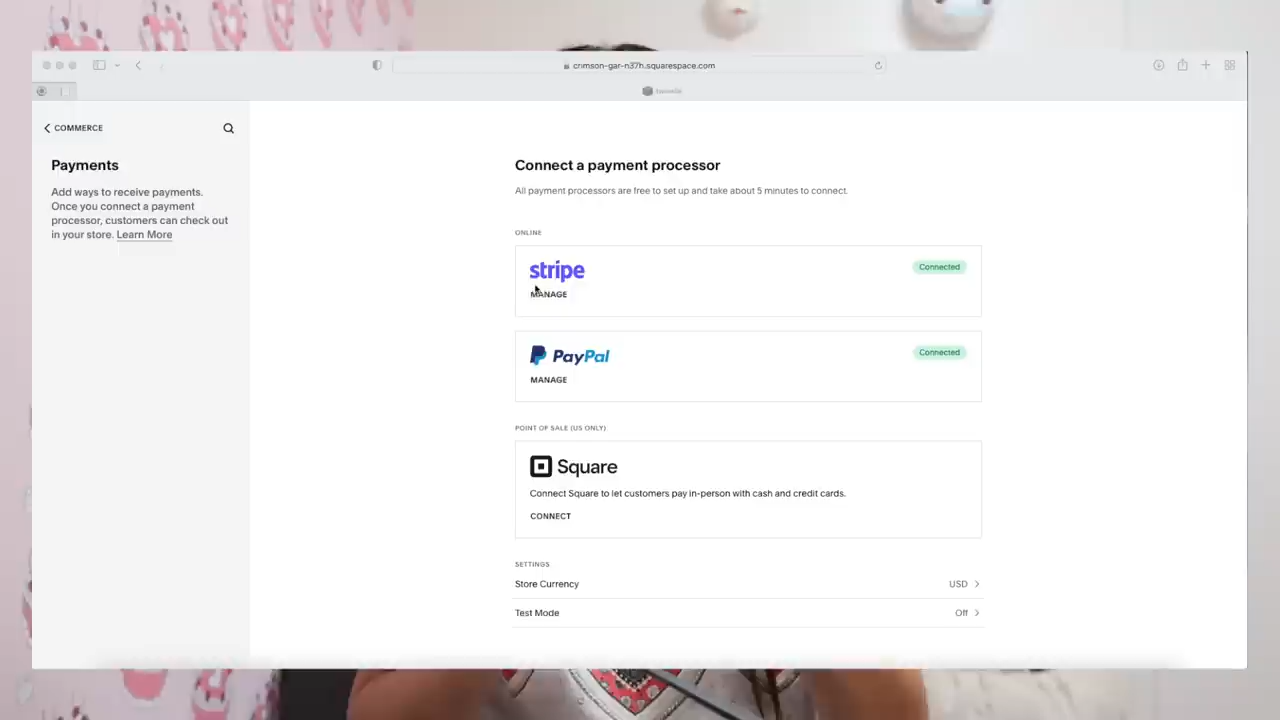 crimson-gar-n37h.squarespace.com
COMMERCE
Payments
Add ways to receive payments.
Once you connect a payment
processor, customers can check out
in your store. Learn More
Connect a payment processor
All payment processors are free to set up and take about 5 minutes to connect.
ONLINE
stripe
Connected
MANAGE
PayPal
Connected
MANAGE
POINT OF SALE (US ONLY)
Square
Connect Square to let customers pay in-person with cash and credit cards.
CONNECT
SETTINGS
Store Currency
USD
Test Mode
Off